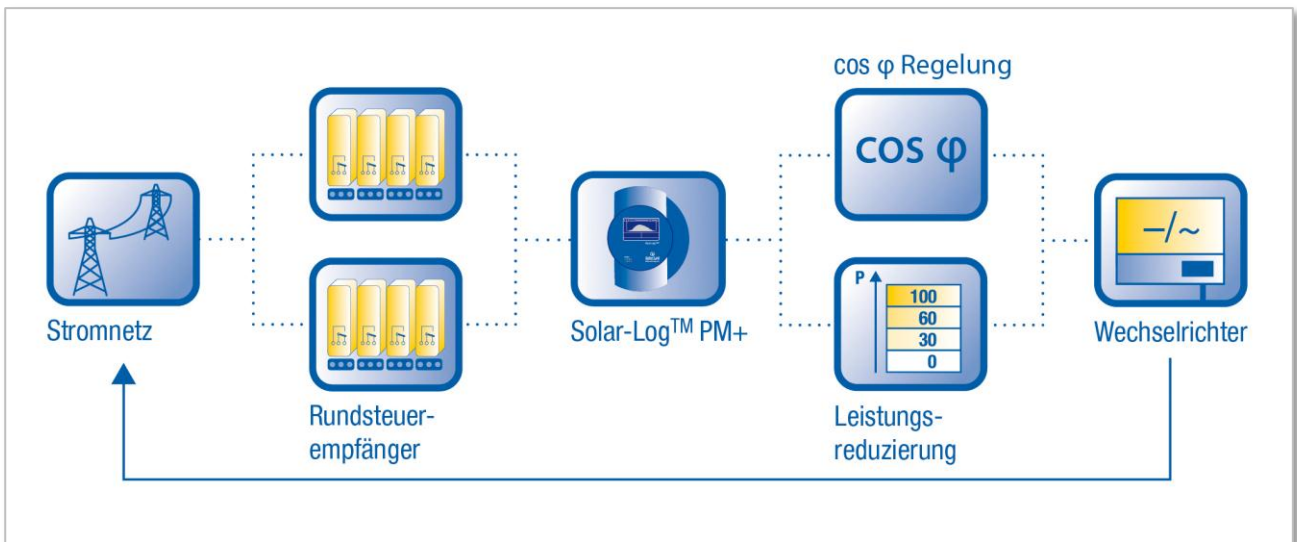 cos φ Regelung
cos φ
Stromnetz
Solar-Log™ PM+
P
100
60
30
0
–/~
Wechselrichter
Rundsteuer-
empfänger
Leistungs-
reduzierung